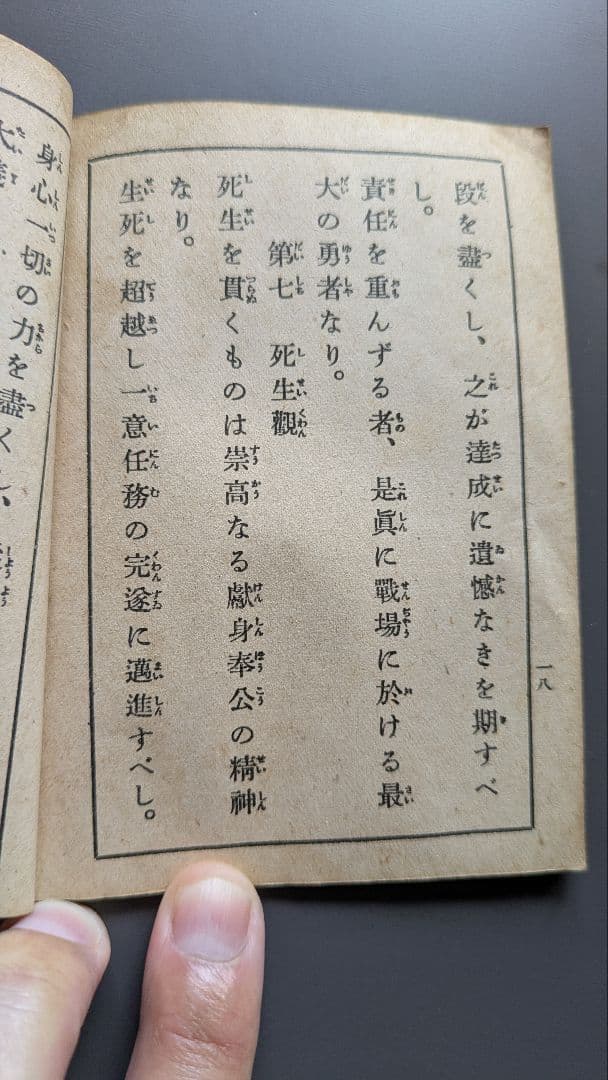 段を盡くし、之が達成に遺憾なきを期すべ
し。
責任を重んずる者、是眞に戰場に於ける最
大の勇者なり。
第七　死生觀
死生を貫くものは崇高なる獻身奉公の精神
なり。
生死を超越し一意任務の完遂に邁進すべし。
身心一切の力を盡くし、
一八